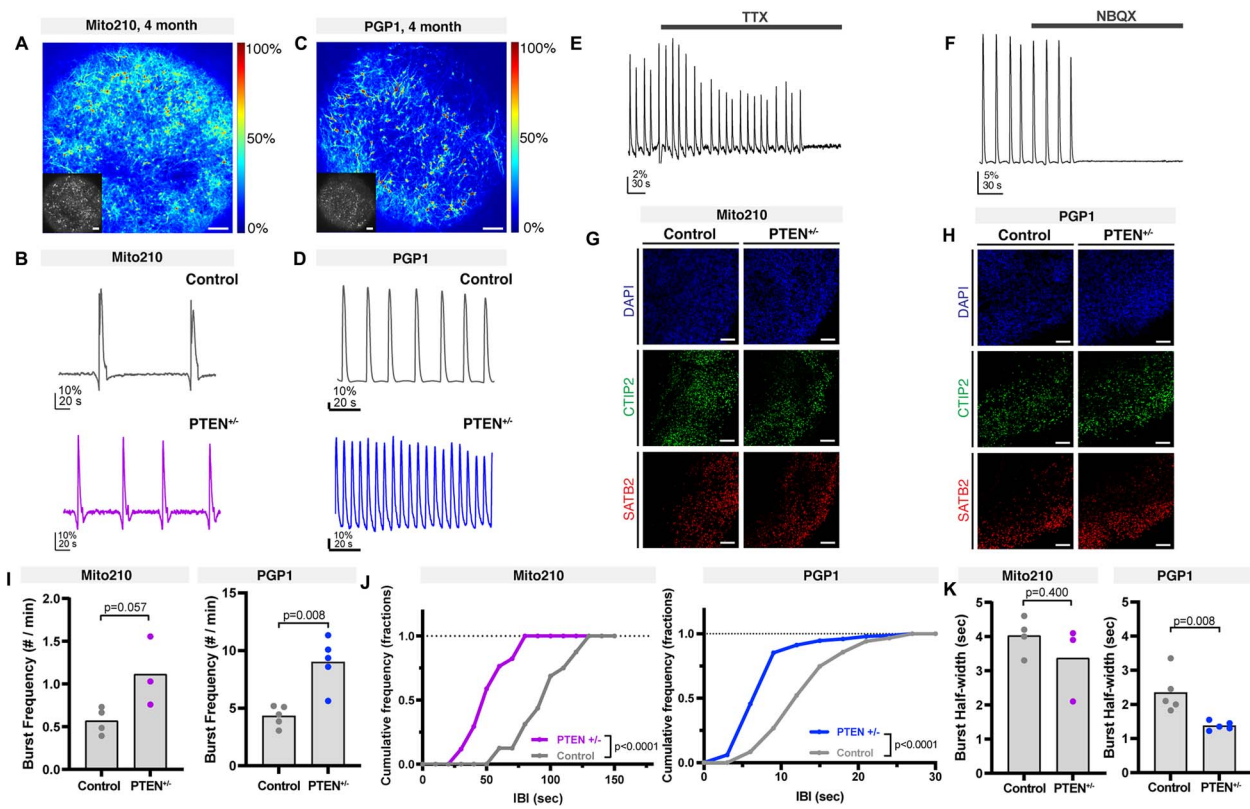 Mito210, 4 month
PGP1, 4 month
TTX
NBQX
A
C
E
F
100%
50%
0%
100%
50%
0%
2%
30 s
5%
30 s
B
Mito210
Control
D
PGP1
Control
10%
20 s
10%
20 s
PTEN+/-
PTEN+/-
10%
20 s
10%
20 s
G
Mito210
Control
PTEN+/-
DAPI
CTIP2
SATB2
H
PGP1
Control
PTEN+/-
DAPI
CTIP2
SATB2
I
Mito210
Burst Frequency (# / min)
2.0
1.5
1.0
0.5
0.0
p=0.057
Control
PTEN+/-
PGP1
Burst Frequency (# / min)
15
10
5
0
p=0.008
Control
PTEN+/-
J
Mito210
Cumulative frequency (fractions)
1.0
0.5
0.0
PTEN +/-
Control
p<0.0001
0
50
100
150
IBI (sec)
PGP1
Cumulative frequency (fractions)
1.0
0.5
0.0
PTEN +/-
Control
p<0.0001
0
10
20
30
IBI (sec)
K
Mito210
Burst Half-width (sec)
5
4
3
2
1
0
p=0.400
Control
PTEN+/-
PGP1
Burst Half-width (sec)
5
4
3
2
1
0
p=0.008
Control
PTEN+/-